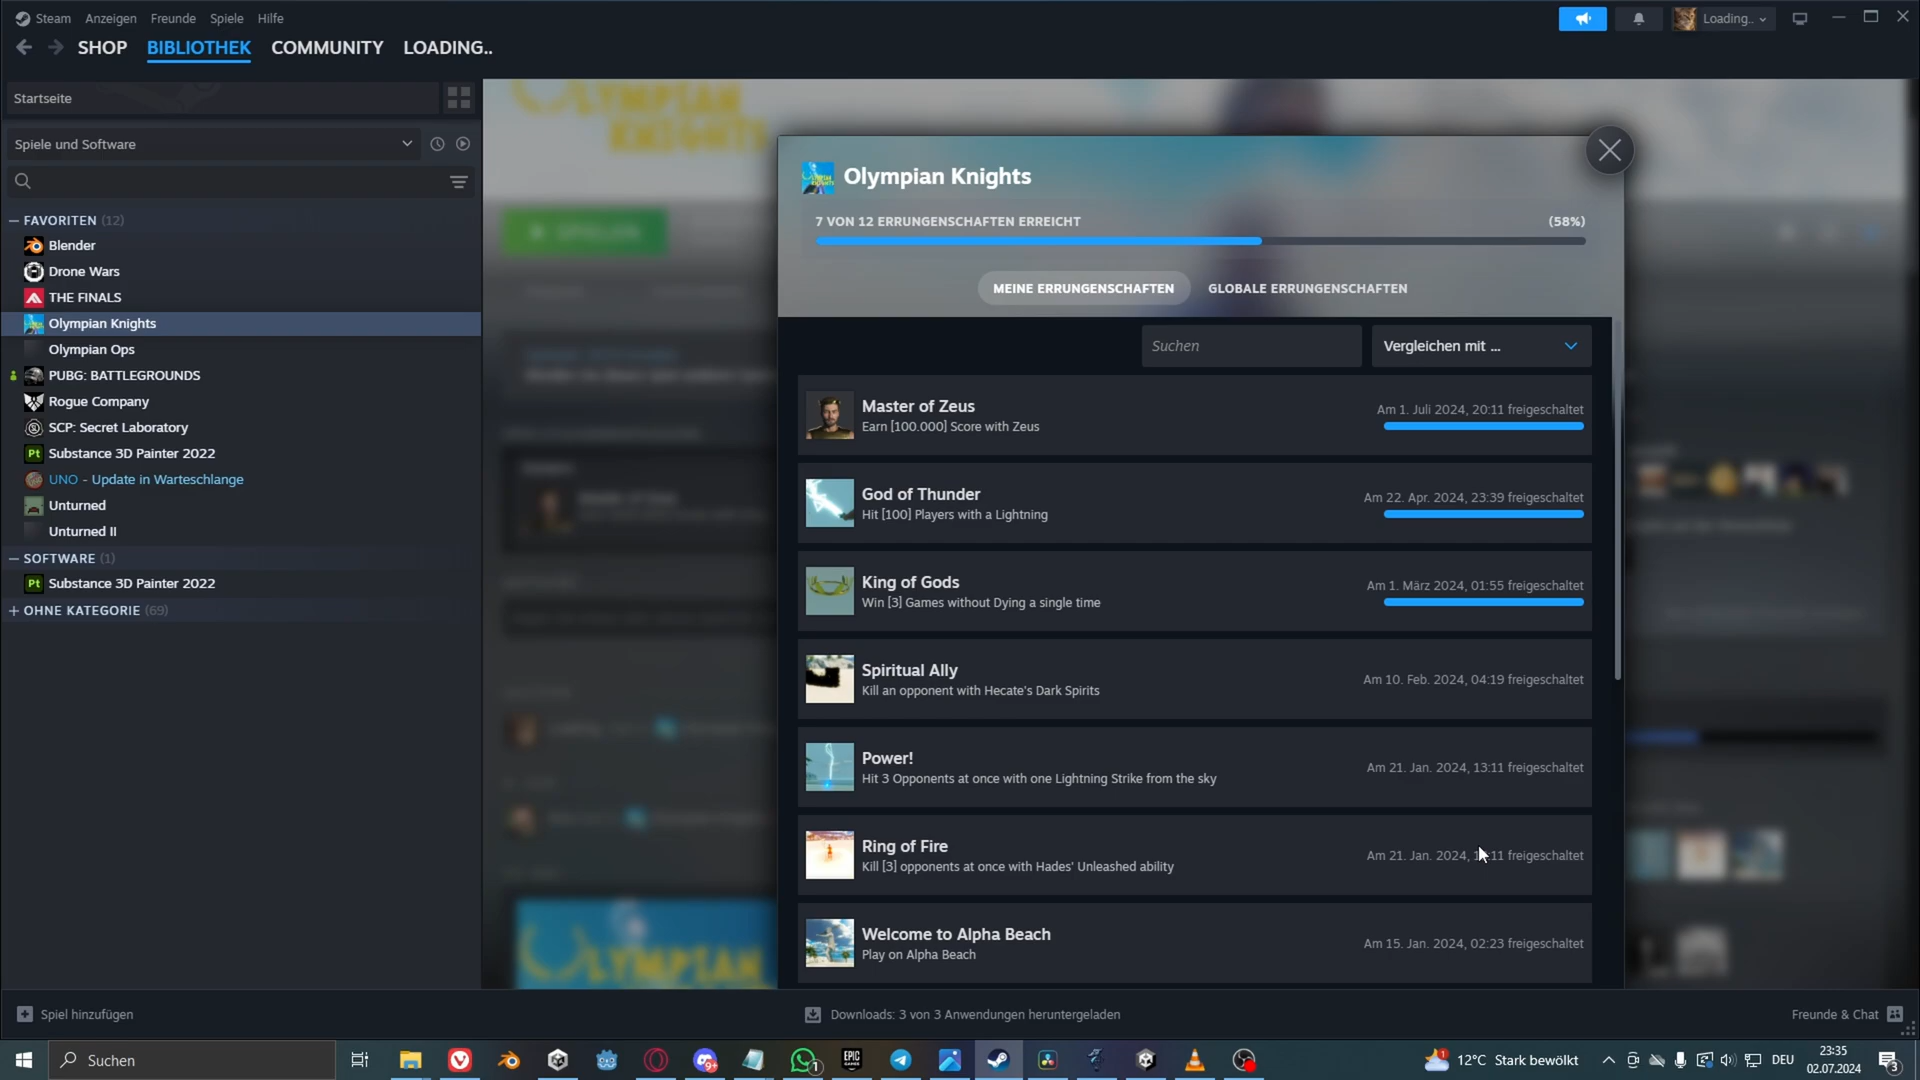 Steam Anzeigen Freunde Spiele Hilfe
Loading..
SHOP BIBLIOTHEK COMMUNITY LOADING..
Startseite
Spiele und Software
FAVORITEN (12)
Blender
Drone Wars
THE FINALS
Olympian Knights
Olympian Ops
PUBG: BATTLEGROUNDS
Rogue Company
SCP: Secret Laboratory
Substance 3D Painter 2022
UNO - Update in Warteschlange
Unturned
Unturned II
SOFTWARE (1)
Substance 3D Painter 2022
OHNE KATEGORIE (69)
OLYMPIAN
KNIGHTS
SPIELEN
Olympian Knights
7 VON 12 ERRUNGENSCHAFTEN ERREICHT (58%)
MEINE ERRUNGENSCHAFTEN GLOBALE ERRUNGENSCHAFTEN
Suchen
Vergleichen mit ...
Master of Zeus
Earn [100.000] Score with Zeus
Am 1. Juli 2024, 20:11 freigeschaltet
God of Thunder
Hit [100] Players with a Lightning
Am 22. Apr. 2024, 23:39 freigeschaltet
King of Gods
Win [3] Games without Dying a single time
Am 1. März 2024, 01:55 freigeschaltet
Spiritual Ally
Kill an opponent with Hecate's Dark Spirits
Am 10. Feb. 2024, 04:19 freigeschaltet
Power!
Hit 3 Opponents at once with one Lightning Strike from the sky
Am 21. Jan. 2024, 13:11 freigeschaltet
Ring of Fire
Kill [3] opponents at once with Hades' Unleashed ability
Am 21. Jan. 2024, freigeschaltet
Welcome to Alpha Beach
Play on Alpha Beach
Am 15. Jan. 2024, 02:23 freigeschaltet
OLYMPIAN
Spiel hinzufügen
Downloads: 3 von 3 Anwendungen heruntergeladen
Freunde & Chat
Suchen
12°C Stark bewölkt
DEU
23:35
02.07.2024
3